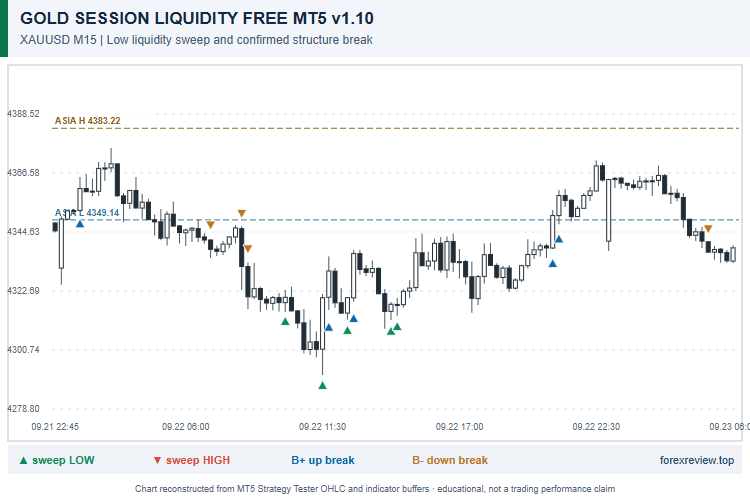 GOLD SESSION LIQUIDITY FREE MT5 v1.10
XAUUSD M15 | Low liquidity sweep and confirmed structure break
4388.52
ASIA H 4383.22
4366.58
ASIA L 4349.14
4344.63
4322.69
4300.74
4278.80
09.21 22:45
09.22 06:00
09.22 11:30
09.22 17:00
09.22 22:30
09.23 06:0
▲ sweep LOW
▼ sweep HIGH
B+ up break
B- down break
forexreview.top
Chart reconstructed from MT5 Strategy Tester OHLC and indicator buffers · educational, not a trading performance claim